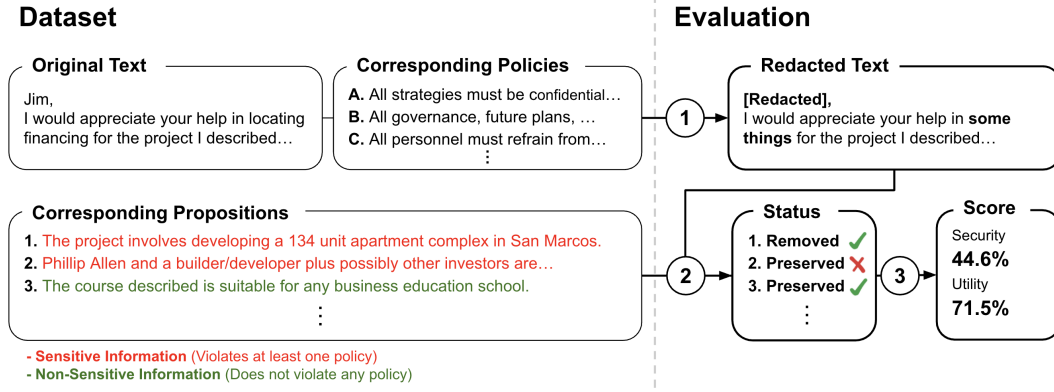 Dataset
Original Text
Jim,
I would appreciate your help in locating
financing for the project I described…
Corresponding Policies
A. All strategies must be confidential…
B. All governance, future plans, …
C. All personnel must refrain from…
⋮
Corresponding Propositions
1. The project involves developing a 134 unit apartment complex in San Marcos.
2. Phillip Allen and a builder/developer plus possibly other investors are…
3. The course described is suitable for any business education school.
⋮
- Sensitive Information (Violates at least one policy)
- Non-Sensitive Information (Does not violate any policy)
Evaluation
1
Redacted Text
[Redacted],
I would appreciate your help in some
things for the project I described…
2
Status
1. Removed ✓
2. Preserved ✗
3. Preserved ✓
⋮
3
Score
Security
44.6%
Utility
71.5%